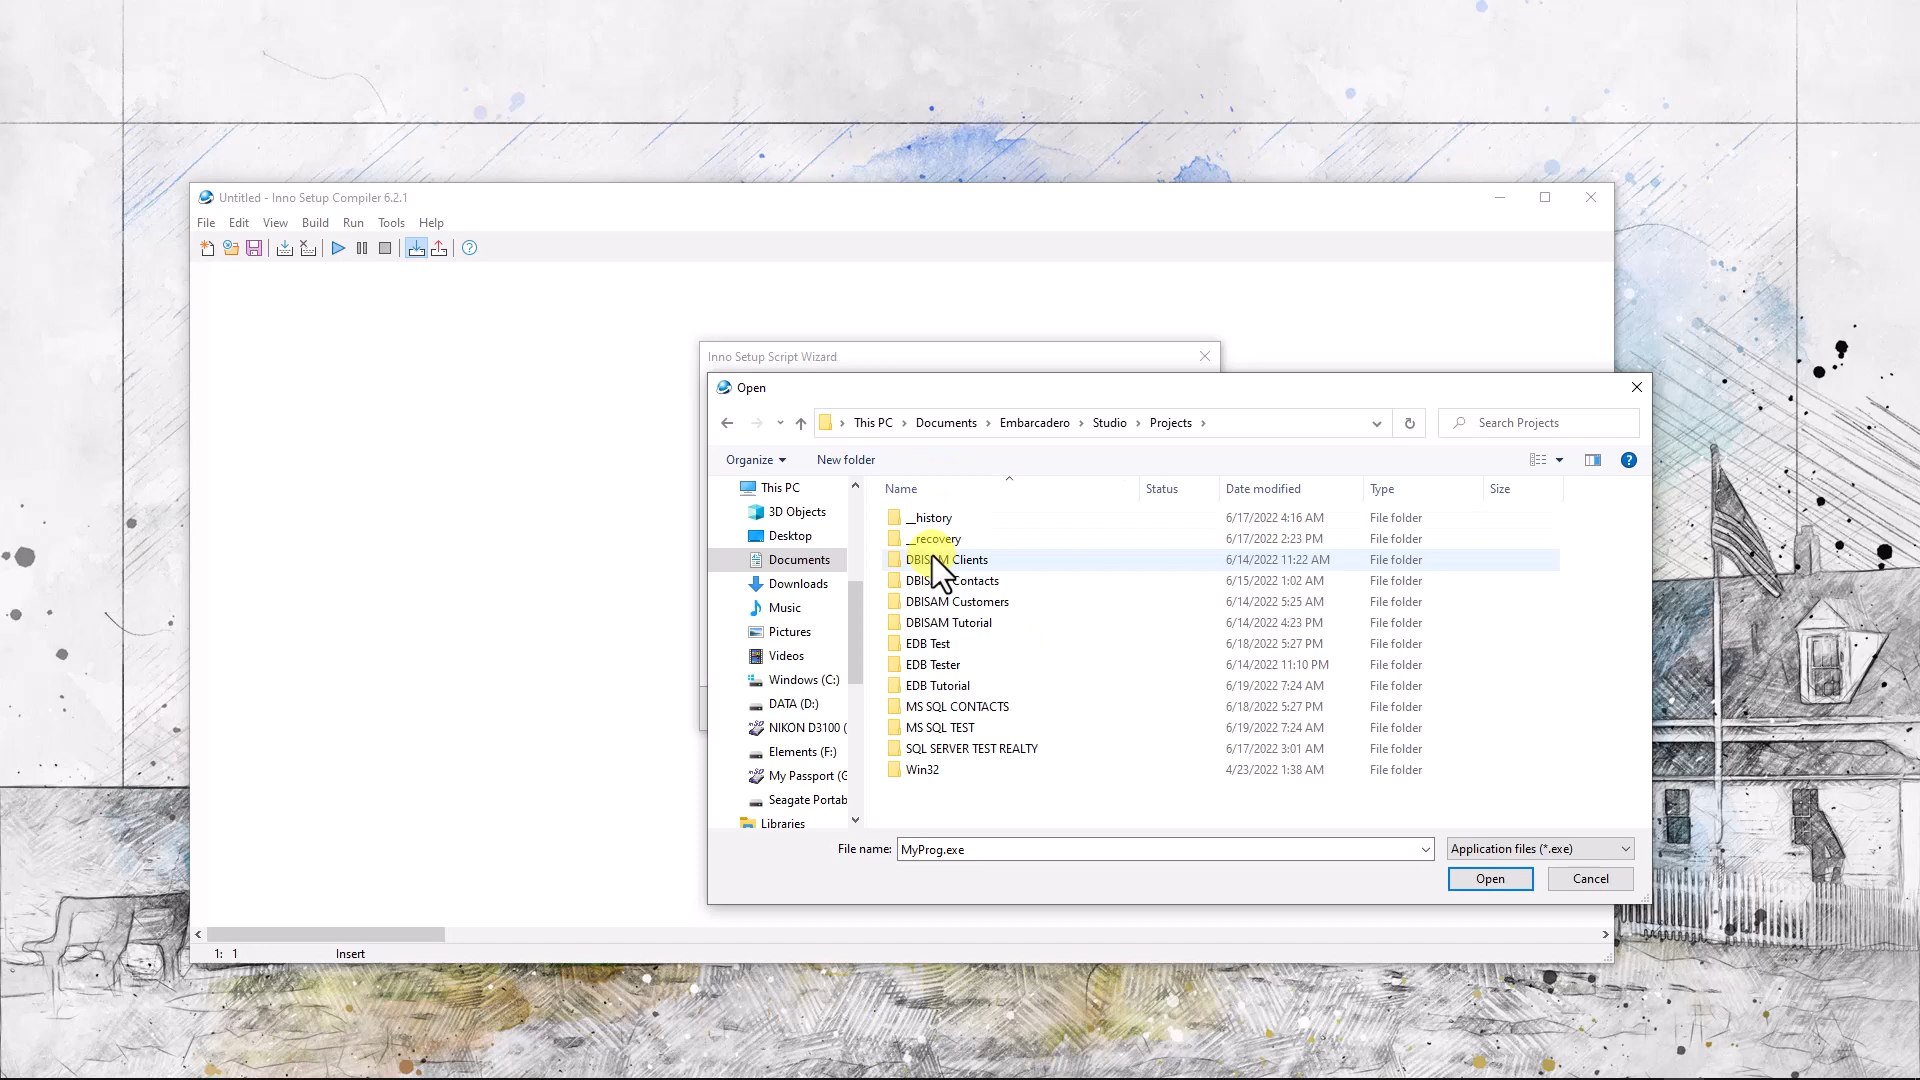 Untitled - Inno Setup Compiler 6.2.1
File Edit View Build Run Tools Help
Inno Setup Script Wizard
Open
This PC > Documents > Embarcadero > Studio > Projects >
Search Projects
Organize New folder
Name Status Date modified Type Size
This PC
3D Objects
Desktop
Documents
Downloads
Music
Pictures
Videos
Windows (C:)
DATA (D:)
NIKON D3100 (
Elements (F:)
My Passport (G
Seagate Portab
Libraries
__history 6/17/2022 4:16 AM File folder
__recovery 6/17/2022 2:23 PM File folder
DBISAM Clients 6/14/2022 11:22 AM File folder
DBISAM Contacts 6/15/2022 1:02 AM File folder
DBISAM Customers 6/14/2022 5:25 AM File folder
DBISAM Tutorial 6/14/2022 4:23 PM File folder
EDB Test 6/18/2022 5:27 PM File folder
EDB Tester 6/14/2022 11:10 PM File folder
EDB Tutorial 6/19/2022 7:24 AM File folder
MS SQL CONTACTS 6/18/2022 5:27 PM File folder
MS SQL TEST 6/19/2022 7:24 AM File folder
SQL SERVER TEST REALTY 6/17/2022 3:01 AM File folder
Win32 4/23/2022 1:38 AM File folder
File name: MyProg.exe Application files (*.exe)
Open Cancel
1: 1 Insert